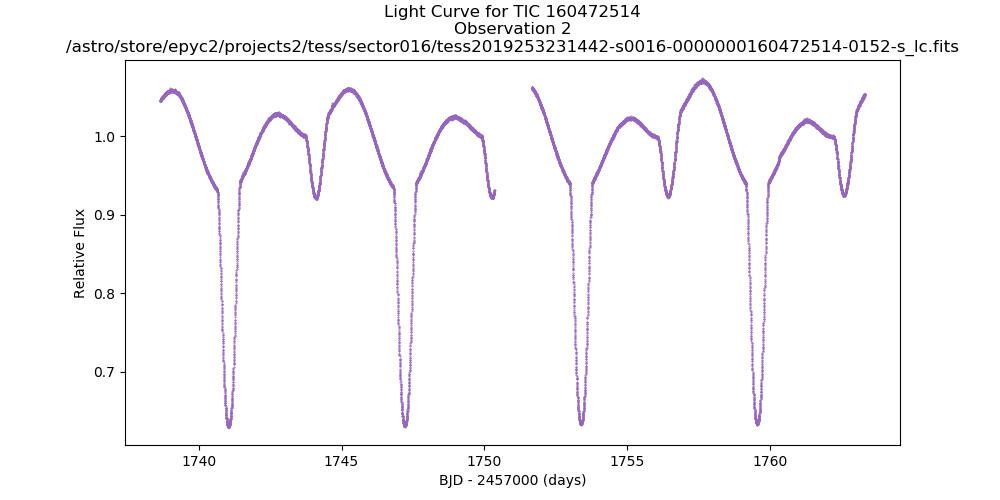 Light Curve for TIC 160472514
Observation 2
/astro/store/epyc2/projects2/tess/sector016/tess2019253231442-s0016-0000000160472514-0152-s_lc.fits
Relative Flux
1.0
0.9
0.8
0.7
1740
1745
1750
1755
1760
BJD - 2457000 (days)